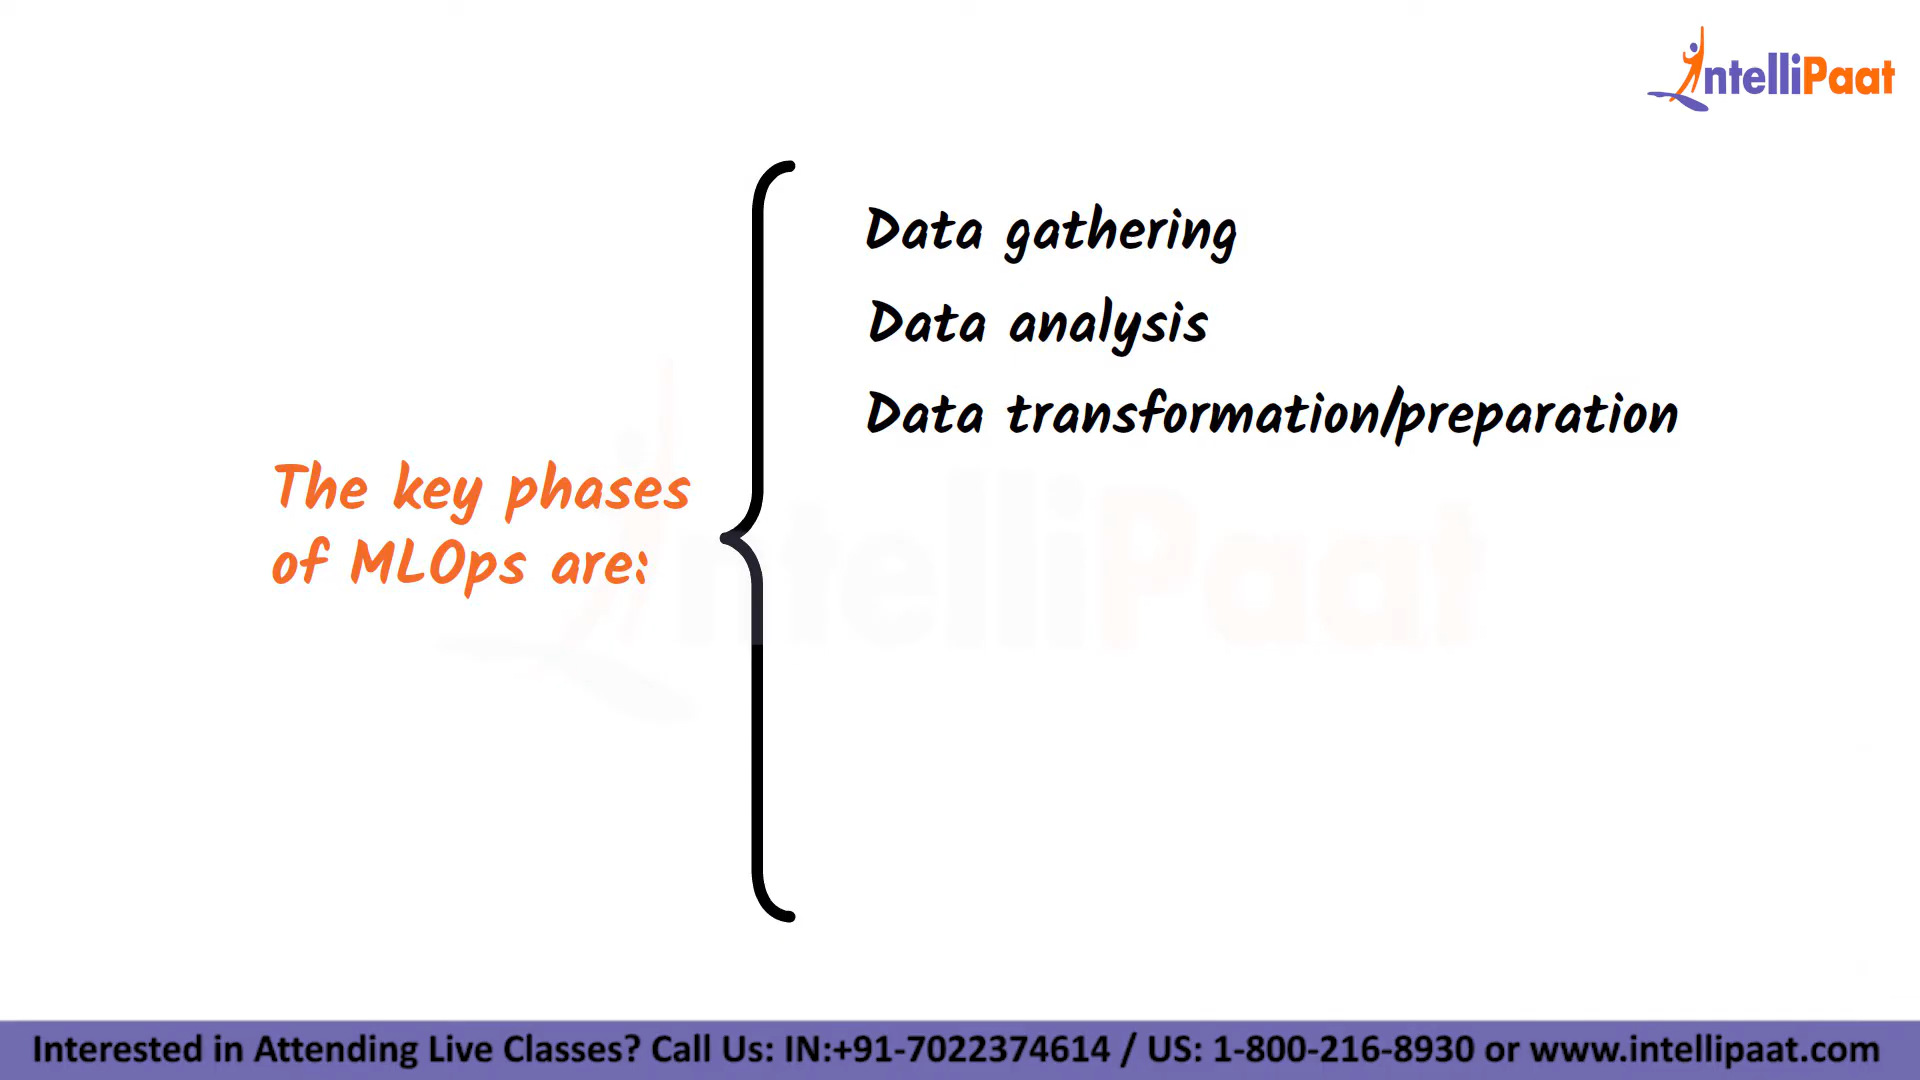 IntelliPaat
Data gathering
Data analysis
Data transformation/preparation
The key phases
of MLOps are:
IntelliPaat
Interested in Attending Live Classes? Call Us: IN:+91-7022374614 / US: 1-800-216-8930 or www.intellipaat.com